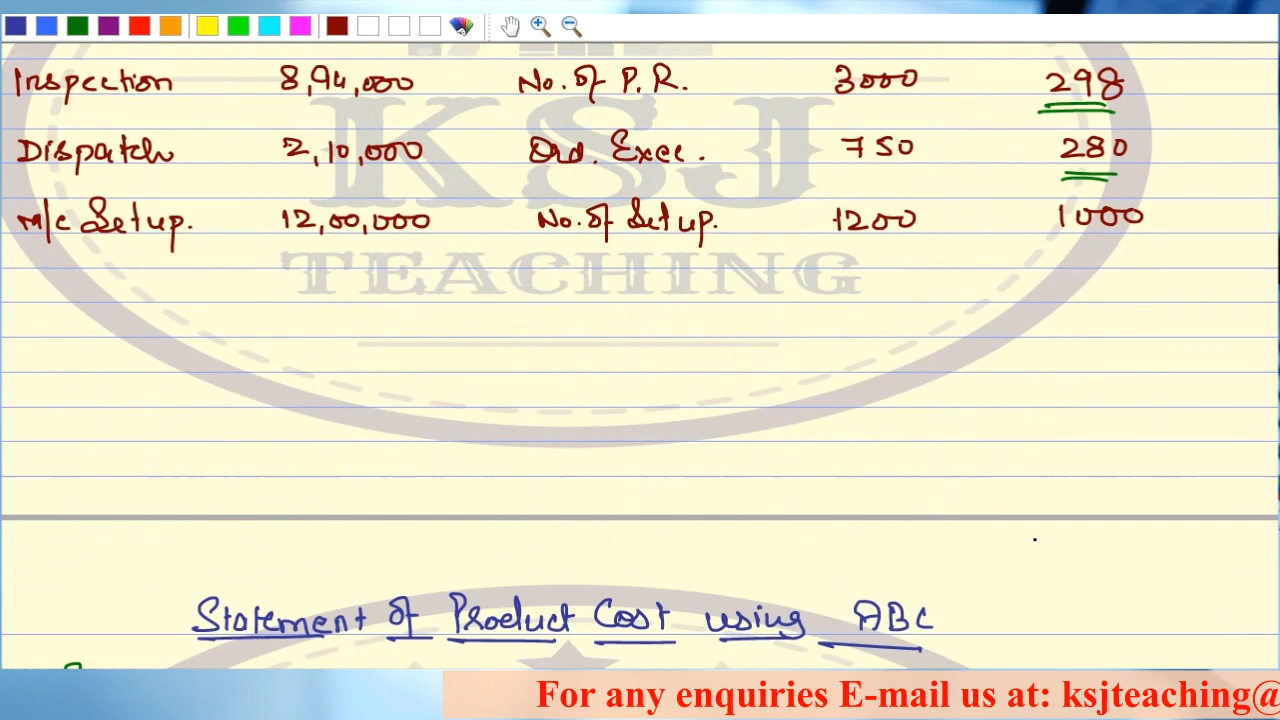 Inspection 8,94,000 No. of P. R. 3000 298
Dispatch 2,10,000 Ord. Exec. 750 280
M/c Setup. 12,00,000 No. of Setup. 1200 1000
KSJ
TEACHING
Statement of Product Cost using ABC
For any enquiries E-mail us at: ksjteaching@